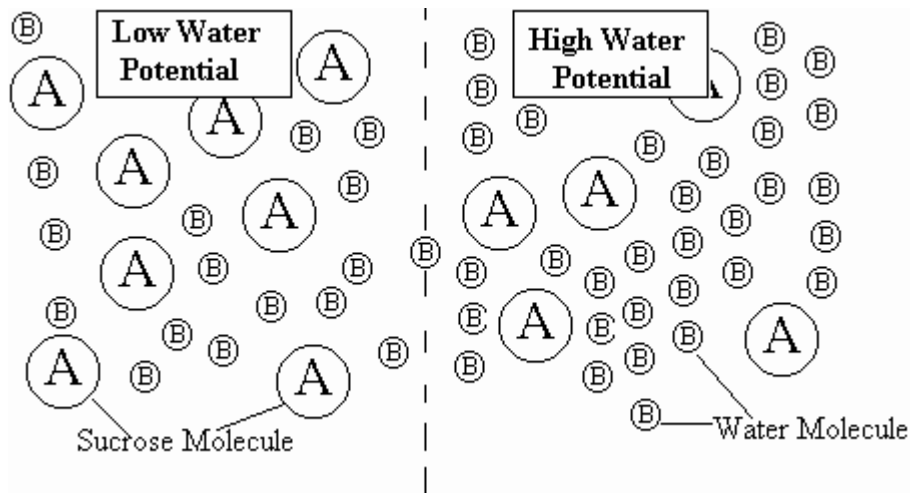 B
Low Water
Potential
A
A
A
B B
B A
B
B A
B
A B B
B B
B
B
B B
A B A
Sucrose Molecule
B
B High Water B
B
B Potential A B
B
B B B
B B
A B B B
A B
B B
B B B B
B B B
B A B B B
A
B B B
B
Water Molecule